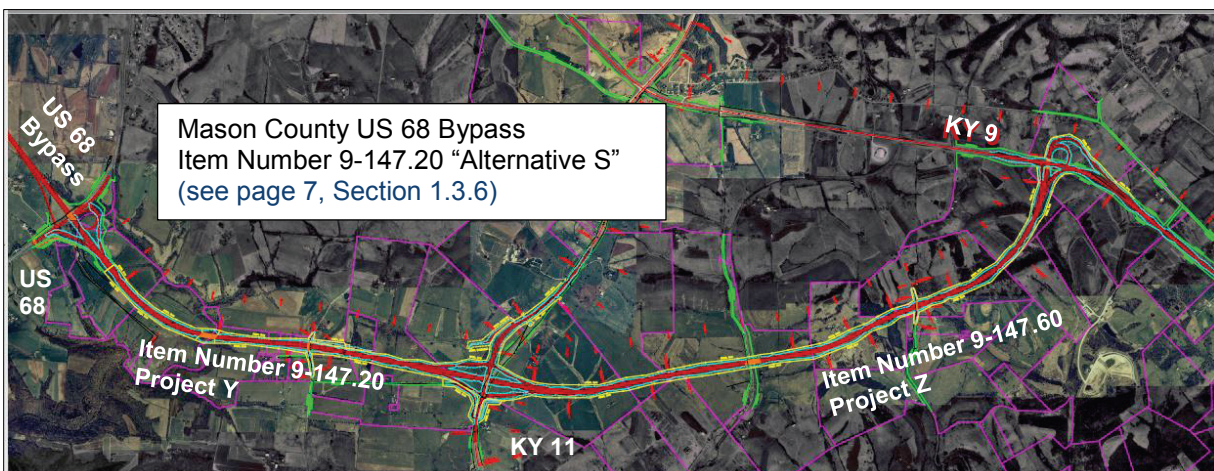 US 68
Bypass
Mason County US 68 Bypass
Item Number 9-147.20 “Alternative S”
(see page 7, Section 1.3.6)
KY 9
US
68
Item Number 9-147.20
Project Y
Item Number 9-147.60
Project Z
KY 11